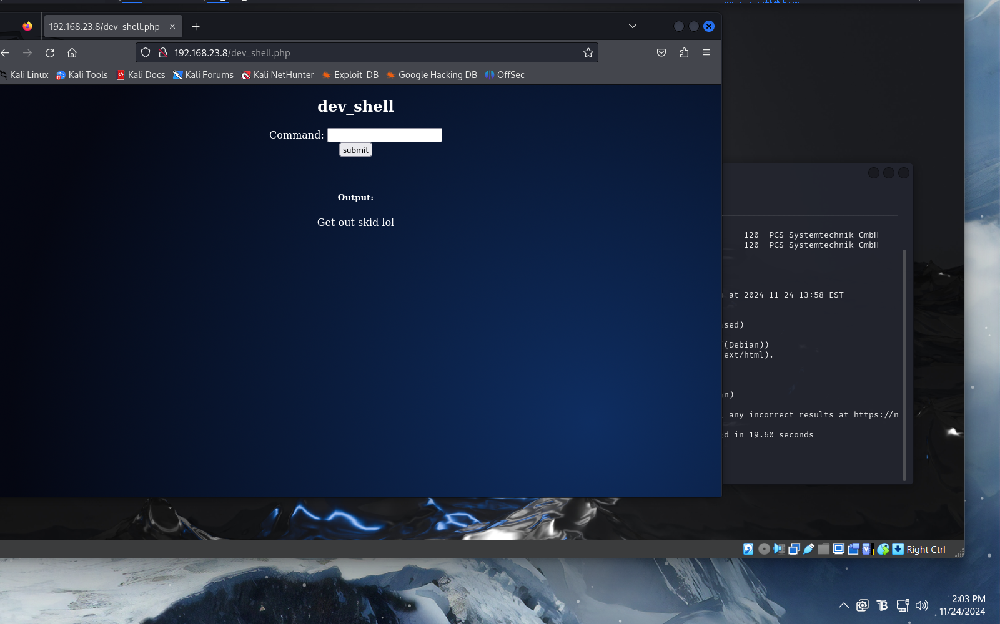 192.168.23.8/dev_shell.php
192.168.23.8/dev_shell.php
Kali Linux Kali Tools Kali Docs Kali Forums Kali NetHunter Exploit-DB Google Hacking DB OffSec
dev_shell
Command:
submit
Output:
Get out skid lol
120 PCS Systemtechnik GmbH
120 PCS Systemtechnik GmbH
at 2024-11-24 13:58 EST
used)
(Debian))
text/html).
any incorrect results at https://n
in 19.60 seconds
Right Ctrl
2:03 PM
11/24/2024